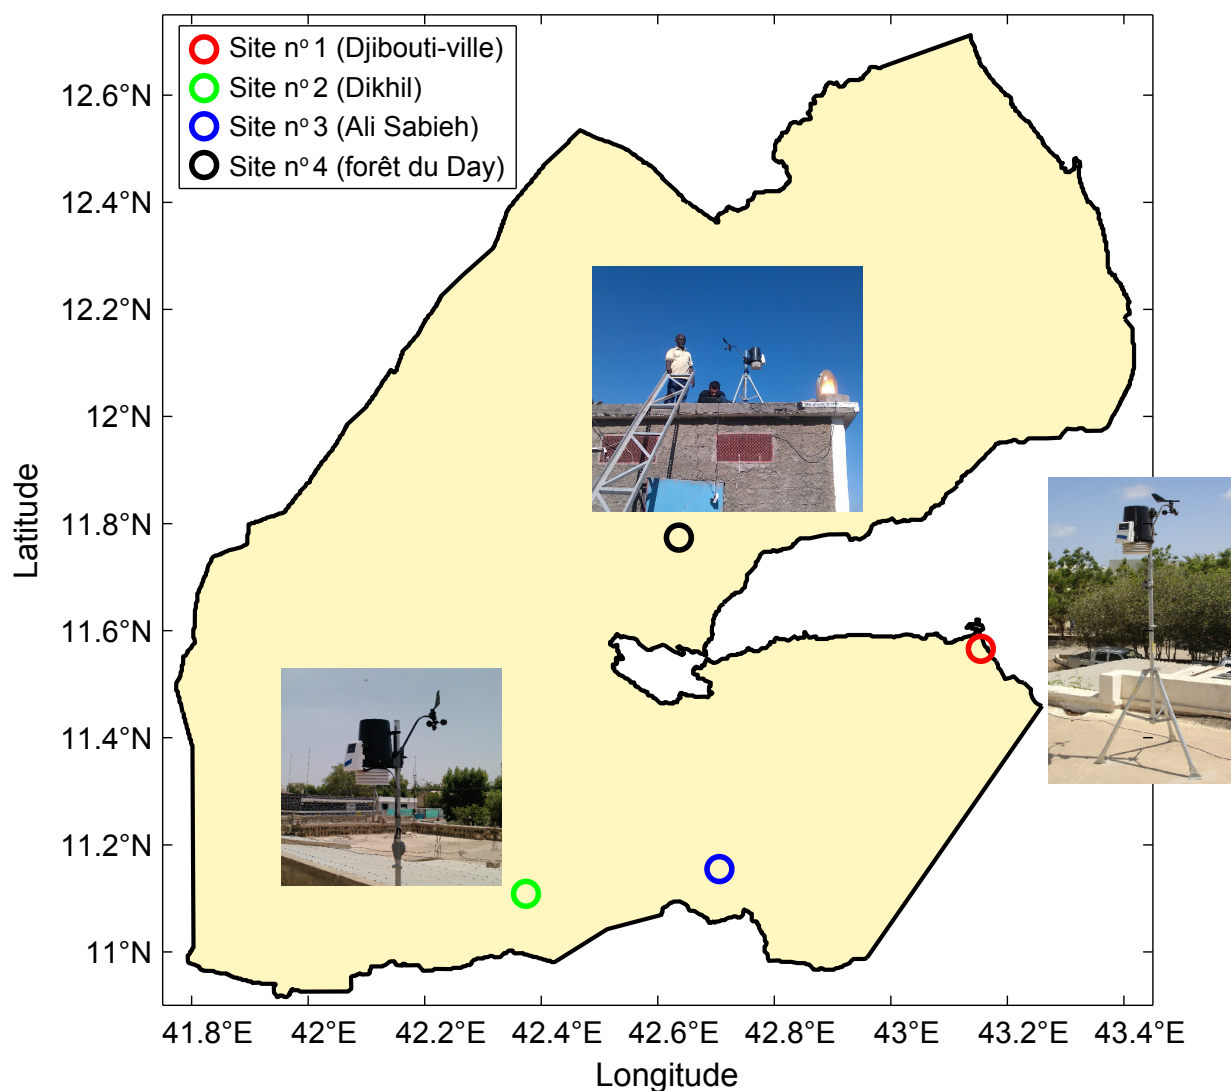 Site nº 1 (Djibouti-ville)
Site nº 2 (Dikhil)
Site nº 3 (Ali Sabieh)
Site nº 4 (forêt du Day)
12.6°N
12.4°N
12.2°N
12°N
11.8°N
11.6°N
11.4°N
11.2°N
11°N
Latitude
41.8°E 42°E 42.2°E 42.4°E 42.6°E 42.8°E 43°E 43.2°E 43.4°E
Longitude